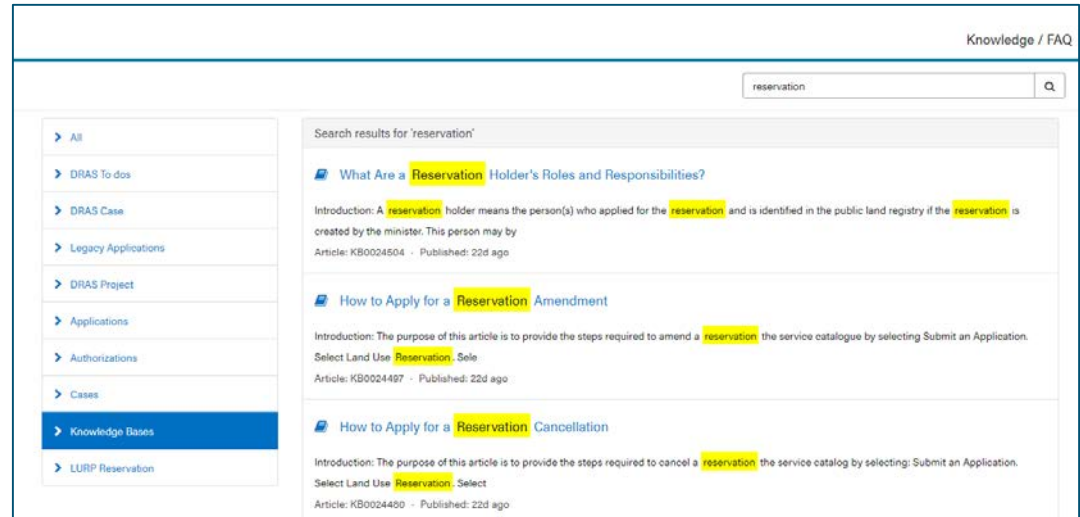 Knowledge / FAQ
reservation
All
DRAS To dos
DRAS Case
Legacy Applications
DRAS Project
Applications
Authorizations
Cases
Knowledge Bases
LURP Reservation
Search results for 'reservation'
What Are a Reservation Holder's Roles and Responsibilities?
Introduction: A reservation holder means the person(s) who applied for the reservation and is identified in the public land registry if the reservation is
created by the minister. This person may by
Article: KB0024504 · Published: 22d ago
How to Apply for a Reservation Amendment
Introduction: The purpose of this article is to provide the steps required to amend a reservation the service catalogue by selecting Submit an Application.
Select Land Use Reservation. Sele
Article: KB0024497 · Published: 22d ago
How to Apply for a Reservation Cancellation
Introduction: The purpose of this article is to provide the steps required to cancel a reservation the service catalog by selecting: Submit an Application.
Select Land Use Reservation. Select
Article: KB0024480 · Published: 22d ago